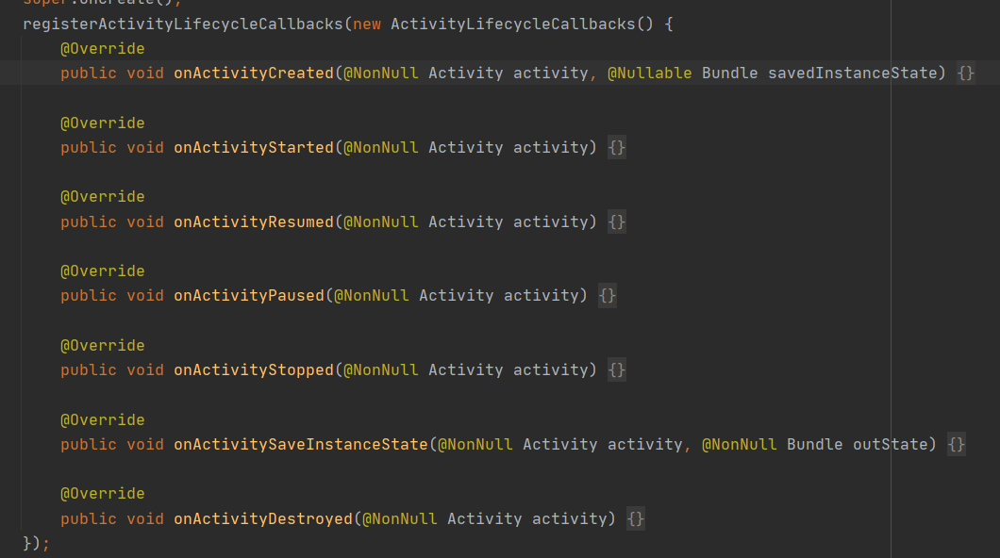 super.onCreate();
registerActivityLifecycleCallbacks(new ActivityLifecycleCallbacks() {
@Override
public void onActivityCreated(@NonNull Activity activity, @Nullable Bundle savedInstanceState) {}
@Override
public void onActivityStarted(@NonNull Activity activity) {}
@Override
public void onActivityResumed(@NonNull Activity activity) {}
@Override
public void onActivityPaused(@NonNull Activity activity) {}
@Override
public void onActivityStopped(@NonNull Activity activity) {}
@Override
public void onActivitySaveInstanceState(@NonNull Activity activity, @NonNull Bundle outState) {}
@Override
public void onActivityDestroyed(@NonNull Activity activity) {}
});